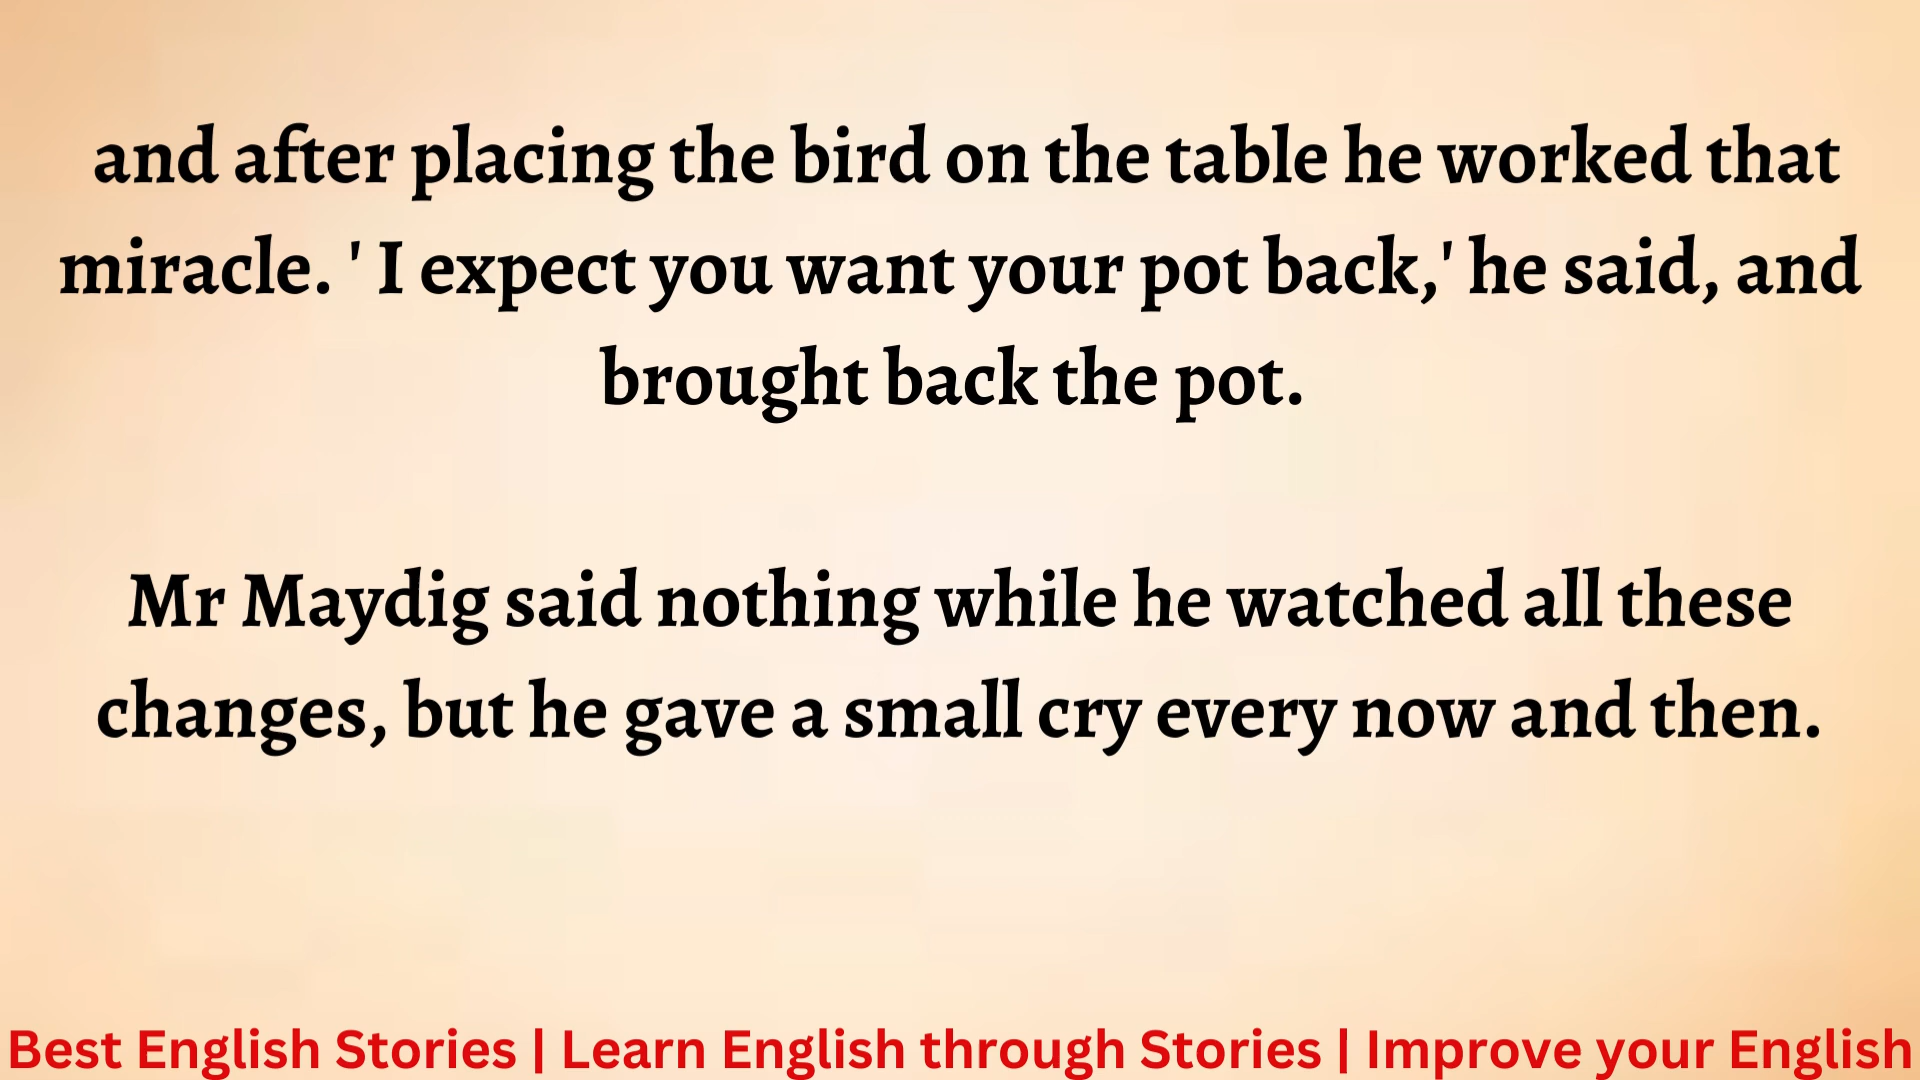 and after placing the bird on the table he worked that
miracle. ' I expect you want your pot back,' he said, and
brought back the pot.
Mr Maydig said nothing while he watched all these
changes, but he gave a small cry every now and then.
Best English Stories | Learn English through Stories | Improve your English